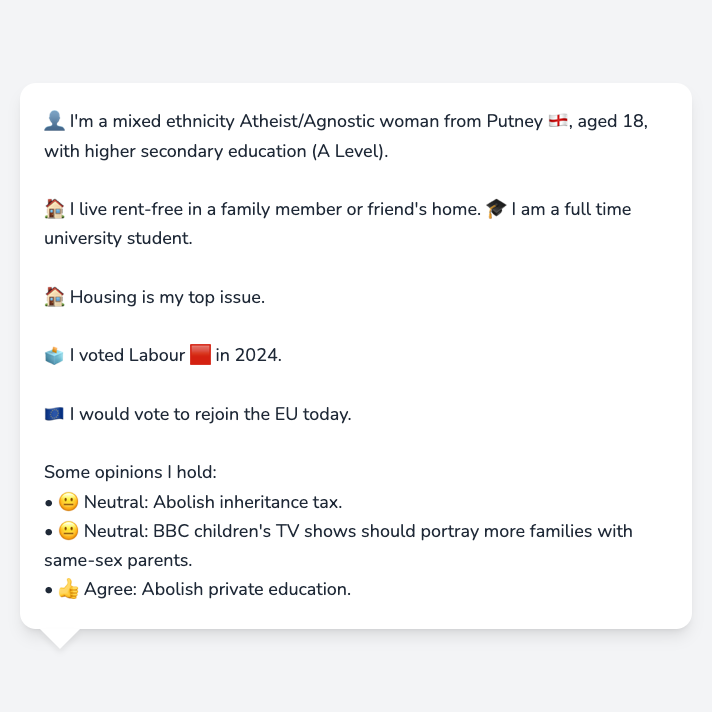 👤 I'm a mixed ethnicity Atheist/Agnostic woman from Putney 🏴󠁧󠁢󠁥󠁮󠁧󠁿, aged 18,
with higher secondary education (A Level).
🏠 I live rent-free in a family member or friend's home. 🎓 I am a full time
university student.
🏠 Housing is my top issue.
🗳️ I voted Labour 🟥 in 2024.
🇪🇺 I would vote to rejoin the EU today.
Some opinions I hold:
• 😐 Neutral: Abolish inheritance tax.
• 😐 Neutral: BBC children's TV shows should portray more families with
same-sex parents.
• 👍 Agree: Abolish private education.